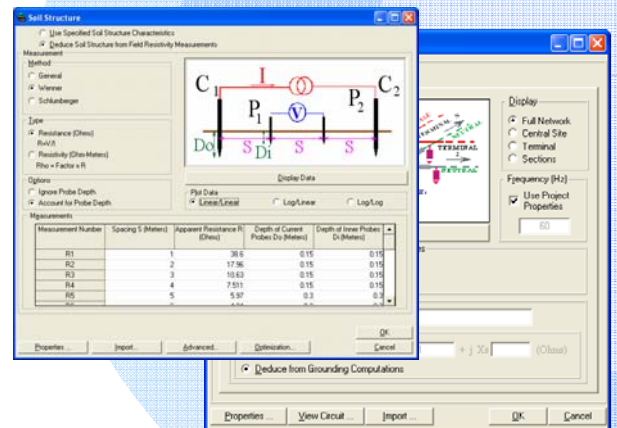 Soil Structure
Use Specified Soil Structure Characteristics
Deduce Soil Structure from Field Resistivity Measurements
Measurement
Method
General
Wenner
Schlumberger
Type
Resistance (Ohms)
R=V/I
Resistivity (Ohm-Meters)
Rho = Factor x R
Options
Ignore Probe Depth
Account for Probe Depth
C1 I C2
P1 V P2
Do S Di S S
Display Data
Plot Data
Linear/Linear Log/Linear Log/Log
Measurements
Measurement Number Spacing S (Meters) Apparent Resistance R (Ohms) Depth of Current Probes Do (Meters) Depth of Inner Probes Di (Meters)
R1 1 38.6 0.15 0.15
R2 2 17.96 0.15 0.15
R3 3 10.63 0.15 0.15
R4 4 7.511 0.15 0.15
R5 5 5.97 0.3 0.3
OK
Properties ... Import... Advanced... Optimization... Cancel
TERMINAL
NEUTRAL
Display
Full Network
Central Site
Terminal
Sections
Frequency (Hz)
Use Project Properties
60
+ j Xs (Ohms)
Deduce from Grounding Computations
Properties ... View Circuit ... Import ... OK Cancel